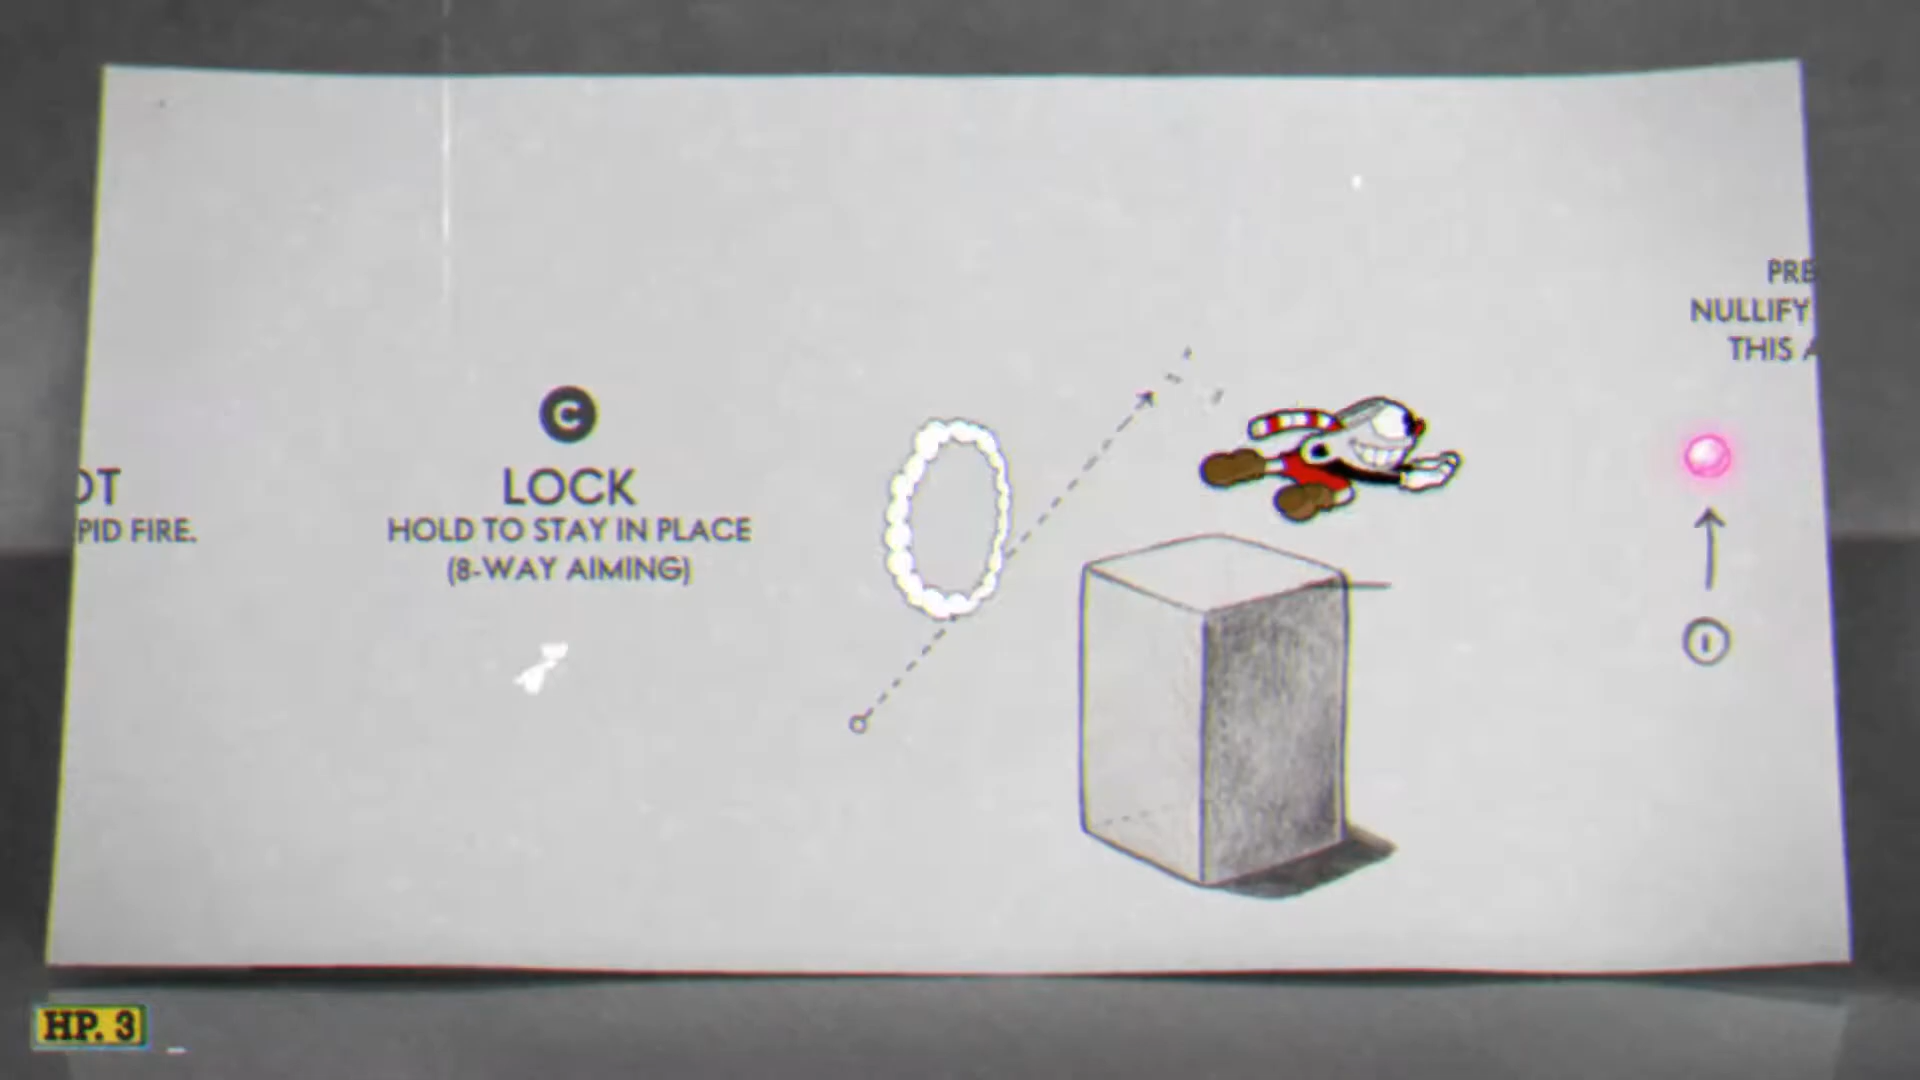 OT
PID FIRE.
C
LOCK
HOLD TO STAY IN PLACE
(8-WAY AIMING)
PRE
NULLIFY
THIS A
HP. 3